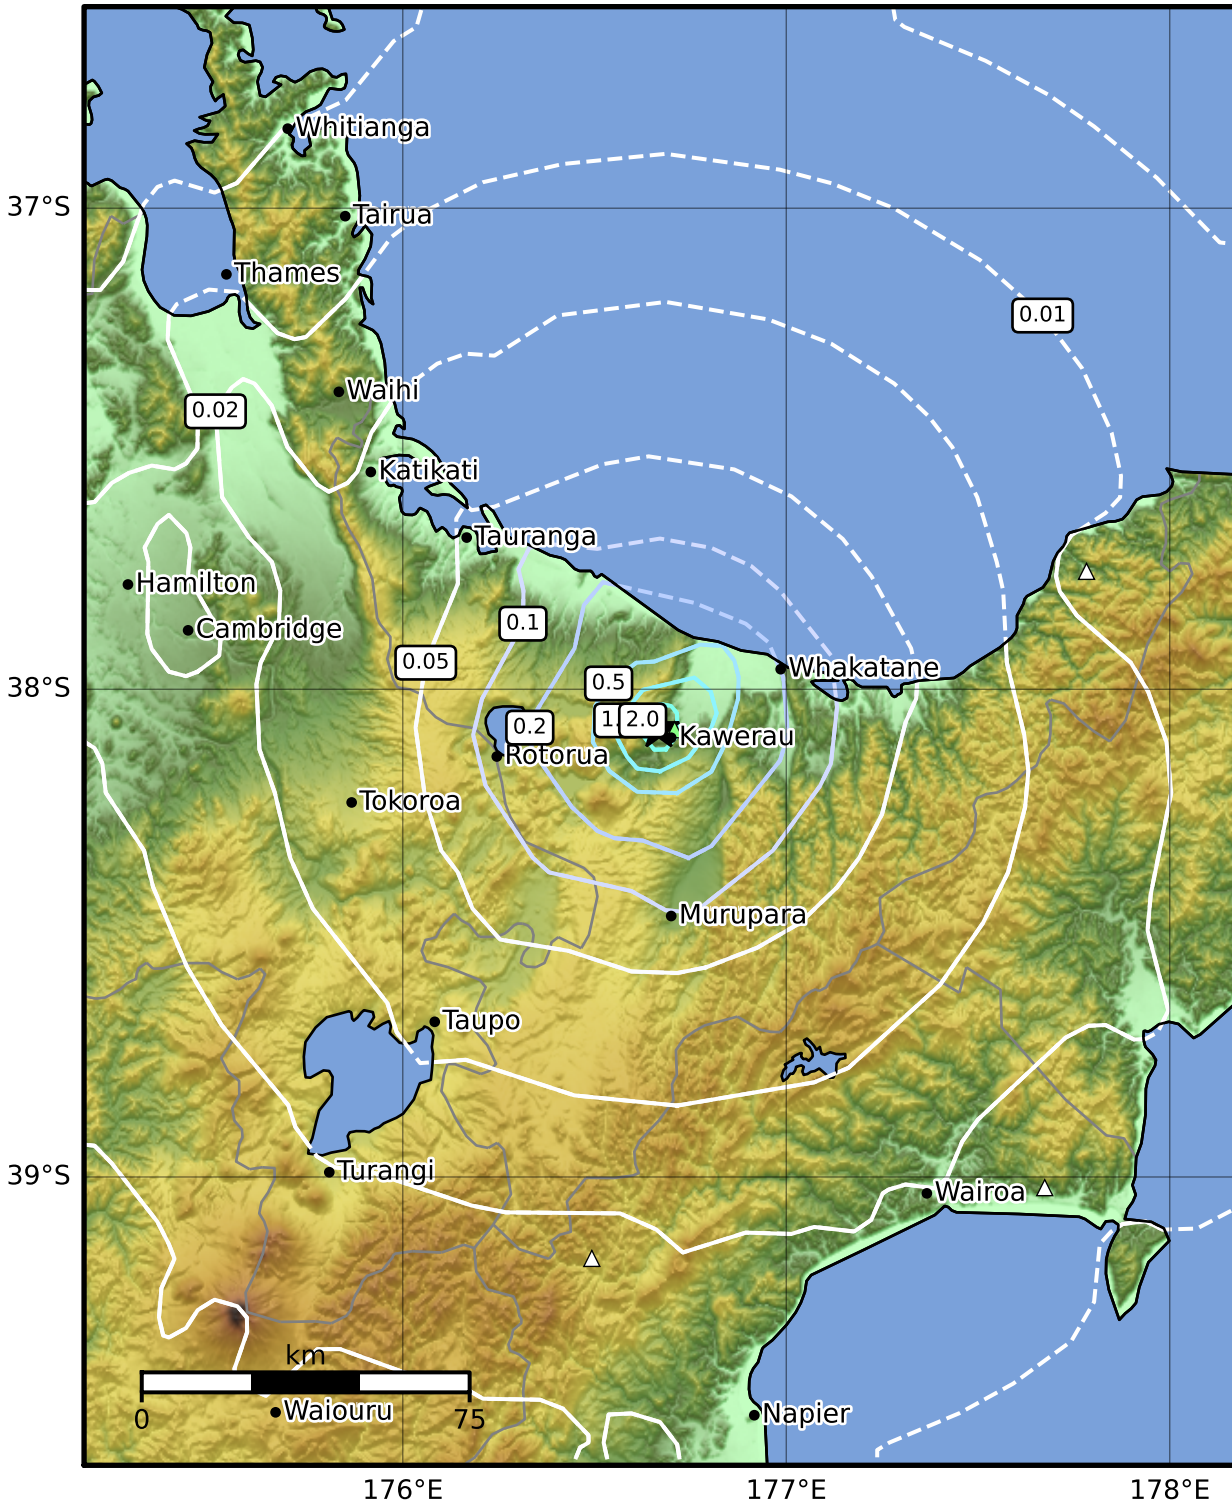 Whitianga
37°S
Tairua
Thames
0.01
Waihi
0.02
Katikati
Tauranga
Hamilton
0.1
Cambridge
0.05
Whakatane
38°S
0.5
0.2
1.
2.0
Kawerau
Rotorua
Tokoroa
Murupara
Taupo
39°S
Turangi
Wairoa
km
0
75
Waiouru
Napier
176°E
177°E
178°E